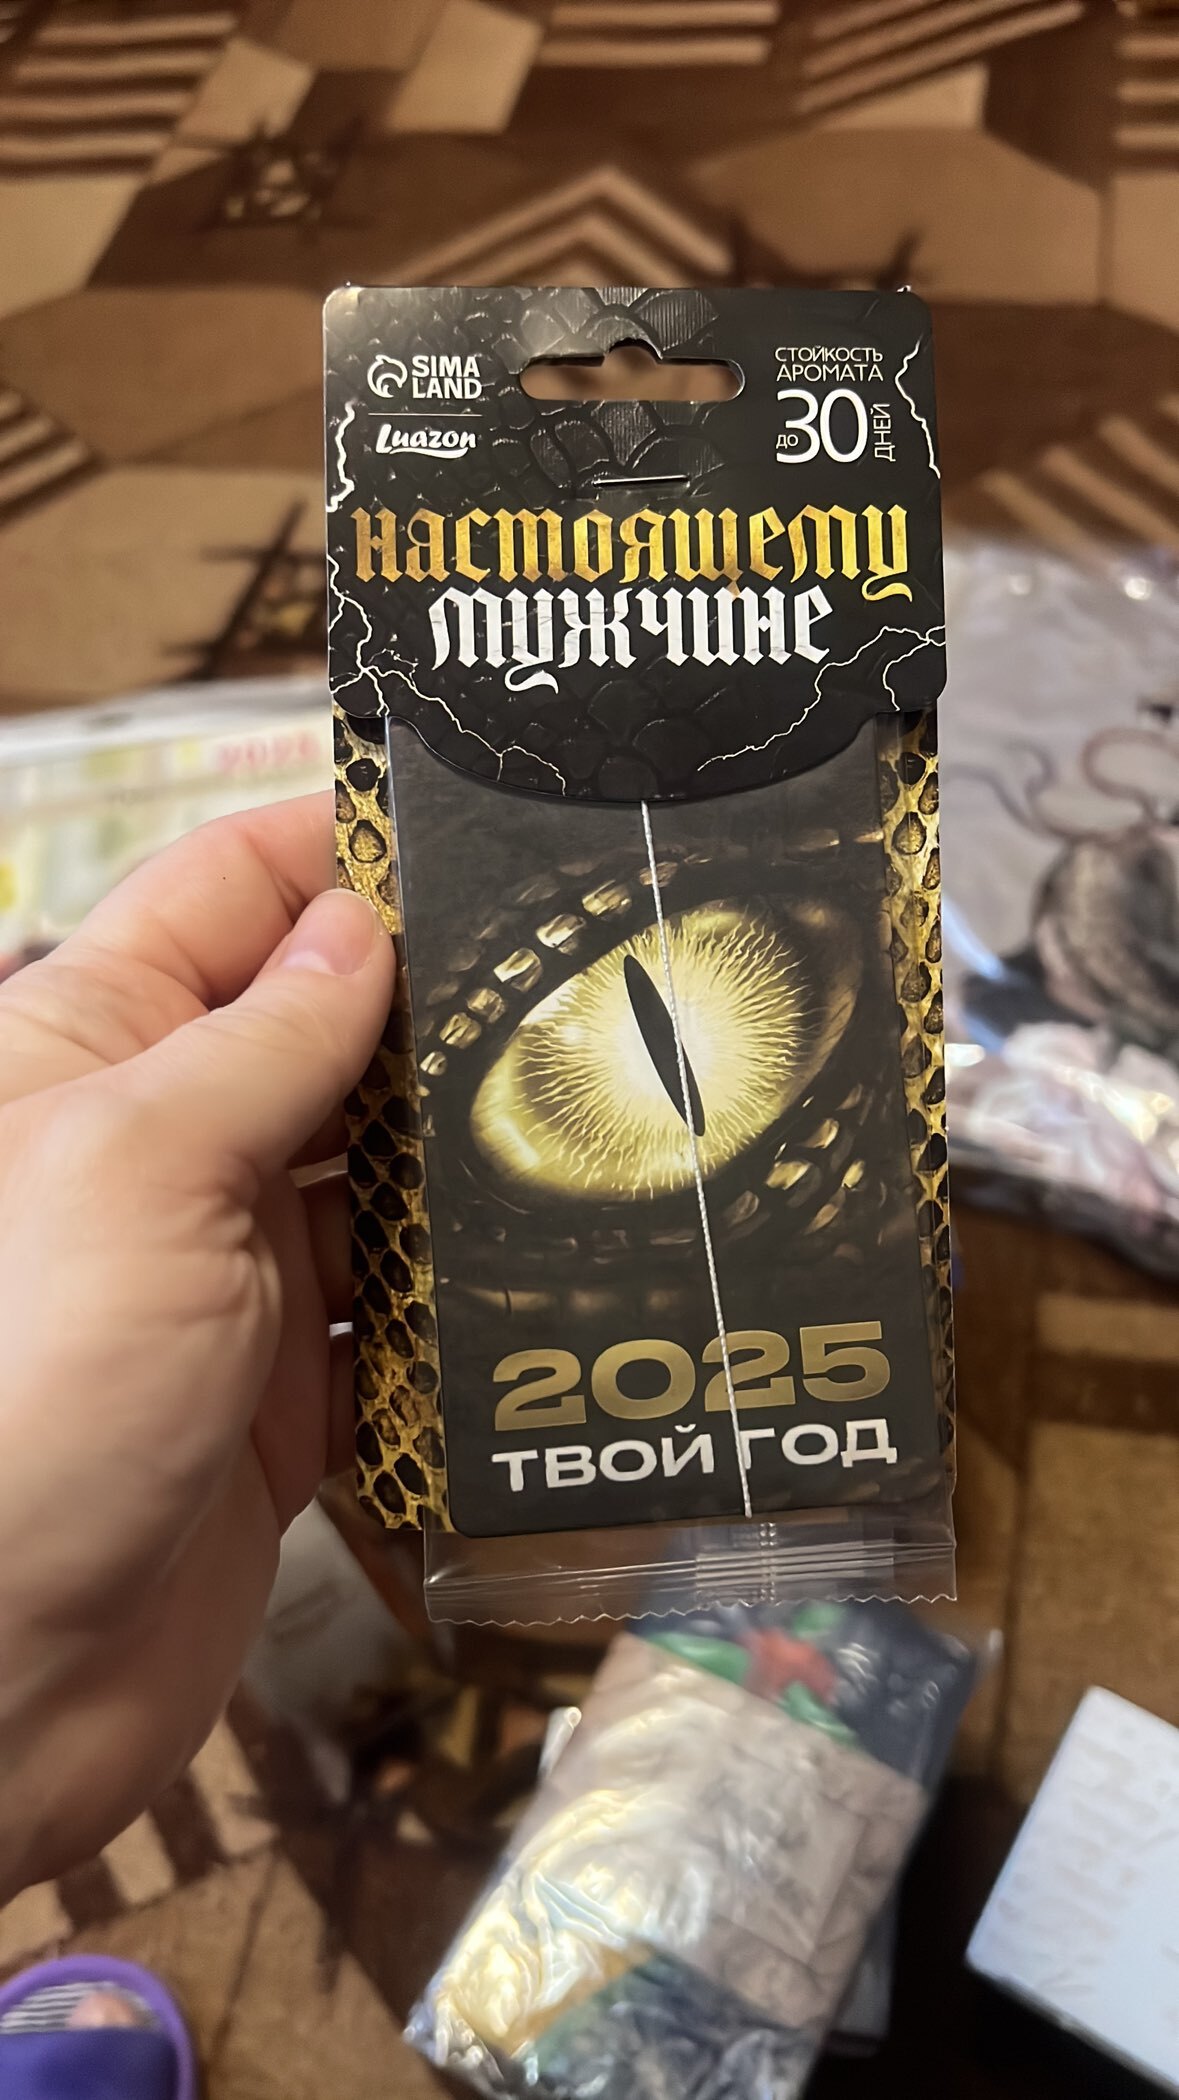 SIMA
LAND
Luazon
СТОЙКОСТЬ
АРОМАТА
до 30 ДНЕЙ
настоящему
мужчине
2025
ТВОЙ ГОД